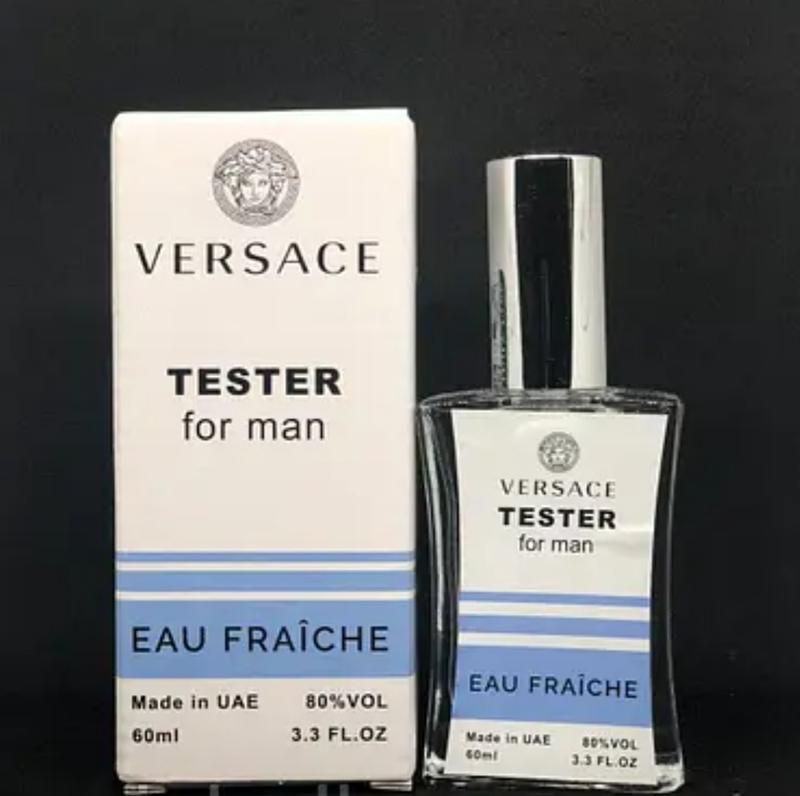 VERSACE
TESTER
for man
EAU FRAÎCHE
Made in UAE 80%VOL
60ml 3.3 FL.OZ
VERSACE
TESTER
for man
EAU FRAÎCHE
Made in UAE 80%VOL
60ml 3.3 FL.OZ